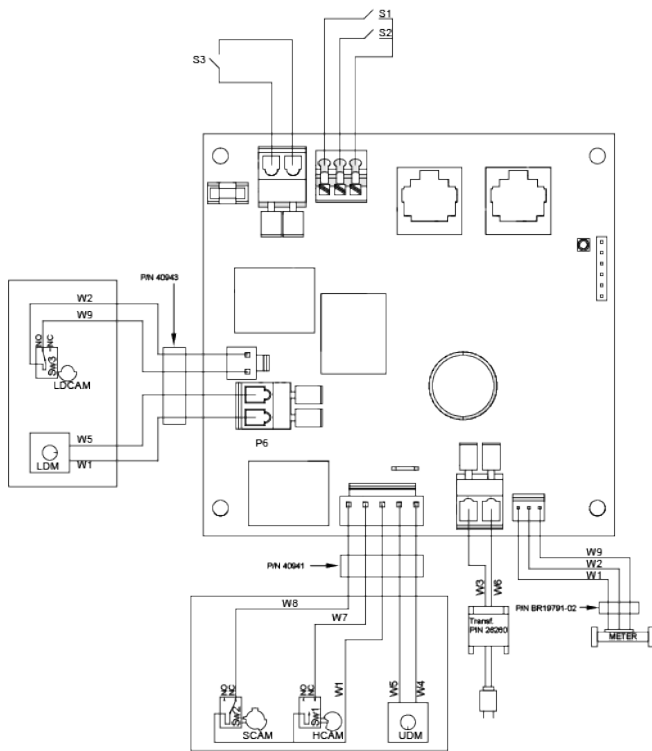 S1
S2
S3
P/N 40943
W2
W9
NO
NC
Sw3
LDCAM
W5
LDM
W1
P6
P/N 40941
W9
W2
W1
W3
W6
P/N BR19791-02
Transf.
P/N 26260
METER
W8
W7
W1
W5
W4
NO
NC
Sw2
SCAM
NO
NC
Sw1
HCAM
UDM